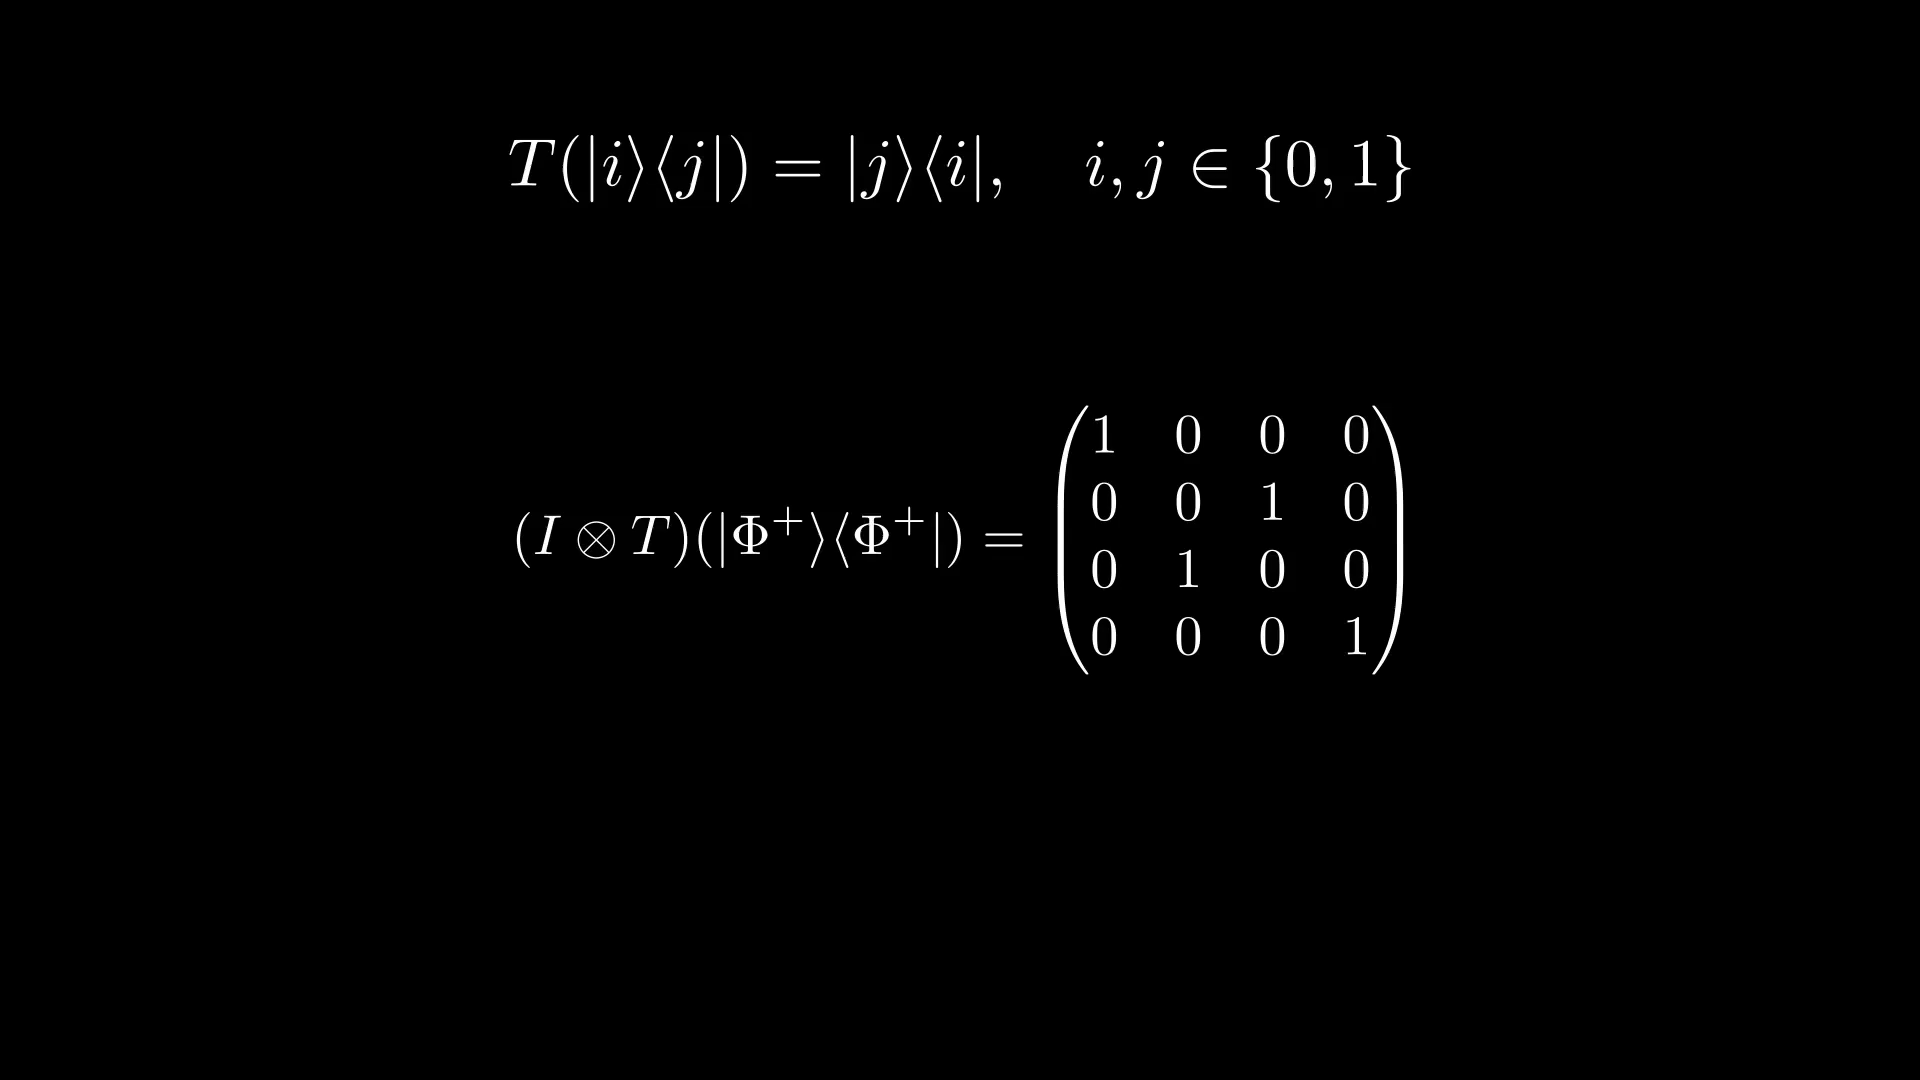 T(|i⟩⟨j|) = |j⟩⟨i|, i, j ∈ {0, 1}
(I ⊗ T)(|Φ⁺⟩⟨Φ⁺|) =
1 0 0 0
0 0 1 0
0 1 0 0
0 0 0 1